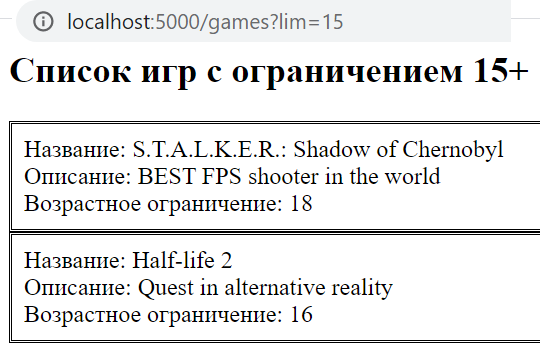 localhost:5000/games?lim=15
Список игр с ограничением 15+
Название: S.T.A.L.K.E.R.: Shadow of Chernobyl
Описание: BEST FPS shooter in the world
Возрастное ограничение: 18
Название: Half-life 2
Описание: Quest in alternative reality
Возрастное ограничение: 16